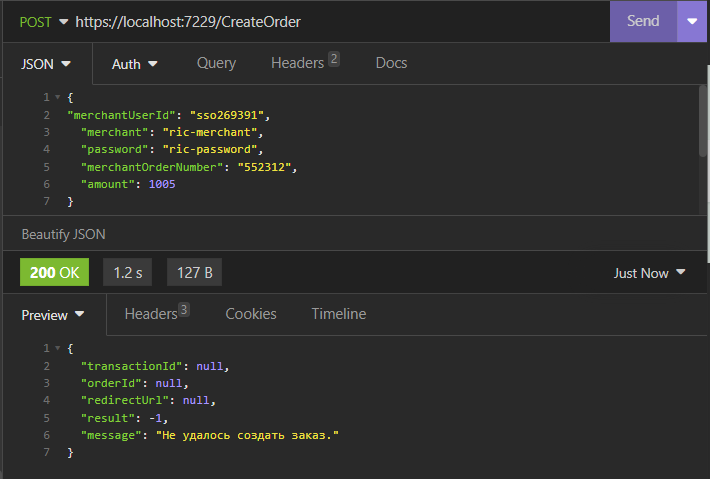 POST https://localhost:7229/CreateOrder Send
JSON Auth Query Headers 2 Docs
1 {
2 "merchantUserId": "sso269391",
3 "merchant": "ric-merchant",
4 "password": "ric-password",
5 "merchantOrderNumber": "552312",
6 "amount": 1005
7 }
Beautify JSON
200 OK 1.2 s 127 B Just Now
Preview Headers 3 Cookies Timeline
1 {
2 "transactionId": null,
3 "orderId": null,
4 "redirectUrl": null,
5 "result": -1,
6 "message": "Не удалось создать заказ."
7 }